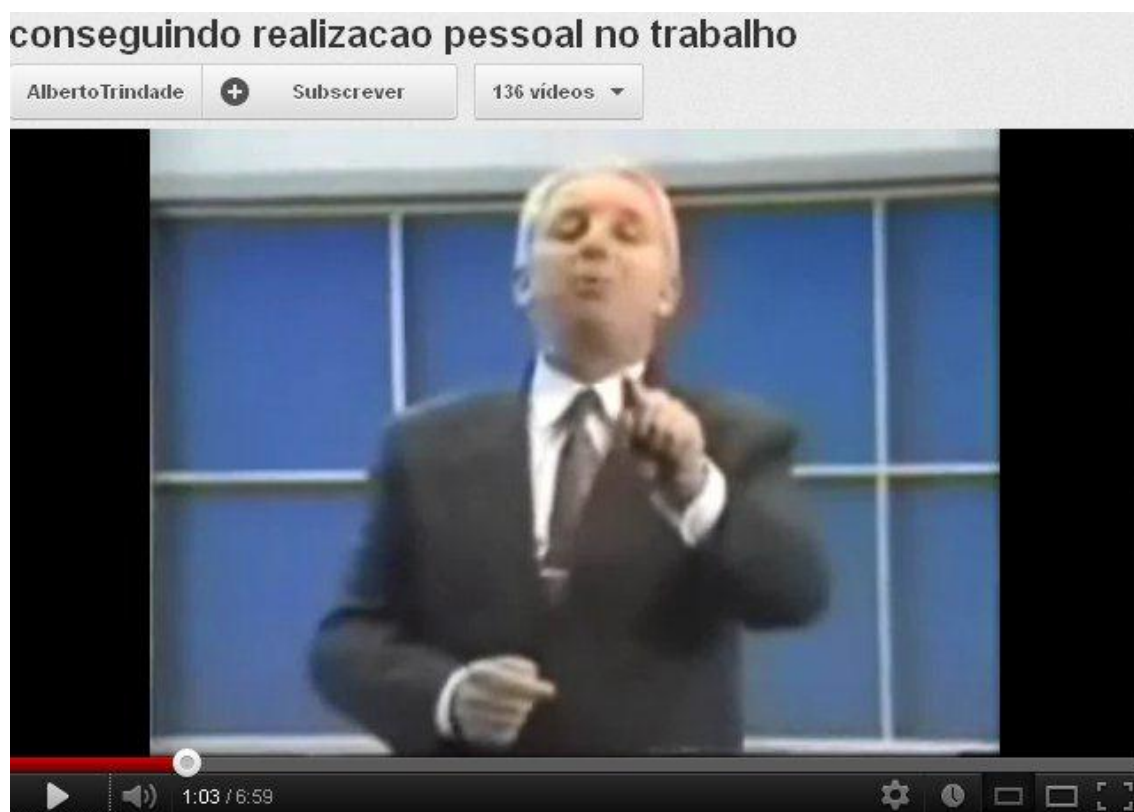 conseguindo realizacao pessoal no trabalho
AlbertoTrindade Subscrever 136 vídeos
1:03 / 6:59